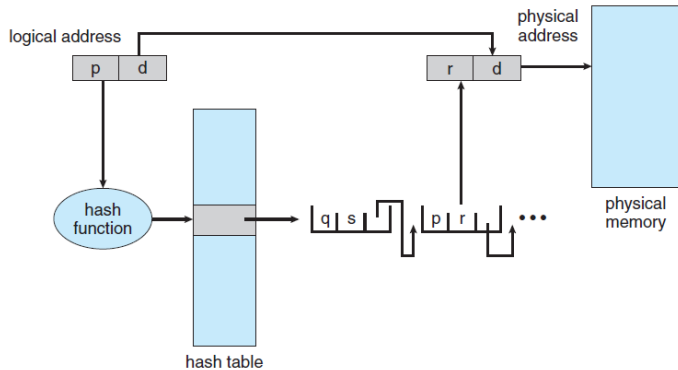 logical address
p d
physical
address
r d
hash
function
q s
p r
•••
physical
memory
hash table